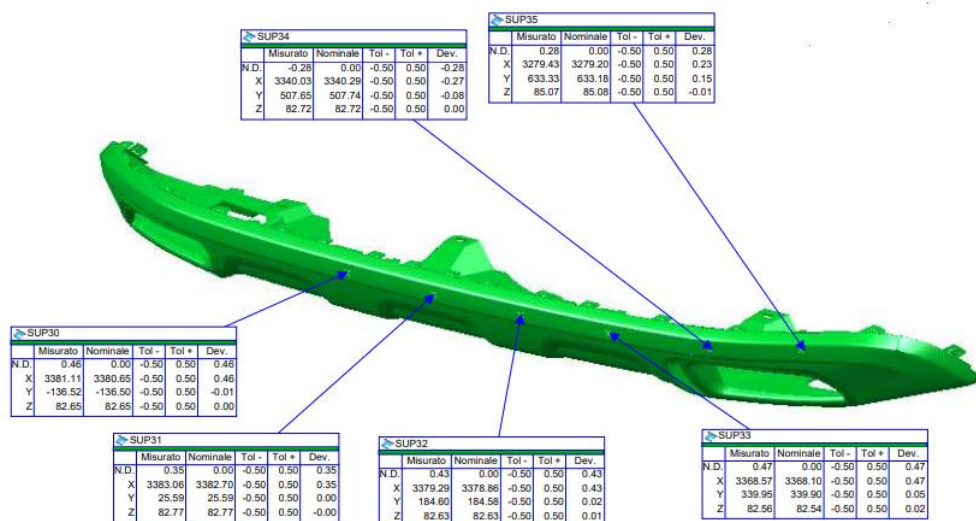 SUP34
Misurato Nominale Tol - Tol + Dev.
N.D. -0.28 0.00 -0.50 0.50 -0.28
X 3340.03 3340.29 -0.50 0.50 -0.27
Y 507.65 507.74 -0.50 0.50 -0.08
Z 82.72 82.72 -0.50 0.50 0.00
SUP35
Misurato Nominale Tol - Tol + Dev.
N.D. 0.28 0.00 -0.50 0.50 0.28
X 3279.43 3279.20 -0.50 0.50 0.23
Y 633.33 633.18 -0.50 0.50 0.15
Z 85.07 85.08 -0.50 0.50 -0.01
SUP30
Misurato Nominale Tol - Tol + Dev.
N.D. 0.46 0.00 -0.50 0.50 0.46
X 3381.11 3380.65 -0.50 0.50 0.46
Y -136.52 -136.50 -0.50 0.50 -0.01
Z 82.65 82.65 -0.50 0.50 0.00
SUP31
Misurato Nominale Tol - Tol + Dev.
N.D. 0.35 0.00 -0.50 0.50 0.35
X 3383.06 3382.70 -0.50 0.50 0.35
Y 25.59 25.59 -0.50 0.50 0.00
Z 82.77 82.77 -0.50 0.50 -0.00
SUP32
Misurato Nominale Tol - Tol + Dev.
N.D. 0.43 0.00 -0.50 0.50 0.43
X 3379.29 3378.86 -0.50 0.50 0.43
Y 184.60 184.58 -0.50 0.50 0.02
Z 82.63 82.63 -0.50 0.50 0.01
SUP33
Misurato Nominale Tol - Tol + Dev.
N.D. 0.47 0.00 -0.50 0.50 0.47
X 3368.57 3368.10 -0.50 0.50 0.47
Y 339.95 339.90 -0.50 0.50 0.05
Z 82.56 82.54 -0.50 0.50 0.02